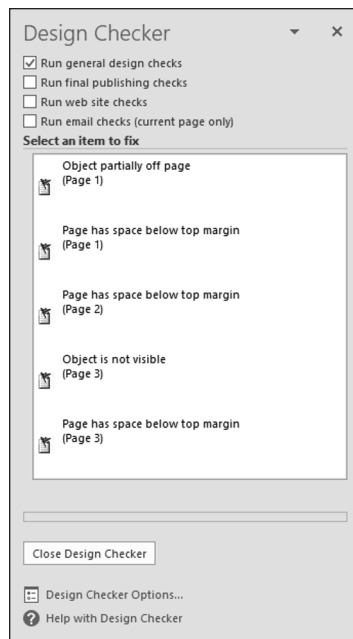 Design Checker
Run general design checks
Run final publishing checks
Run web site checks
Run email checks (current page only)
Select an item to fix
Object partially off page
(Page 1)
Page has space below top margin
(Page 1)
Page has space below top margin
(Page 2)
Object is not visible
(Page 3)
Page has space below top margin
(Page 3)
Close Design Checker
Design Checker Options...
Help with Design Checker